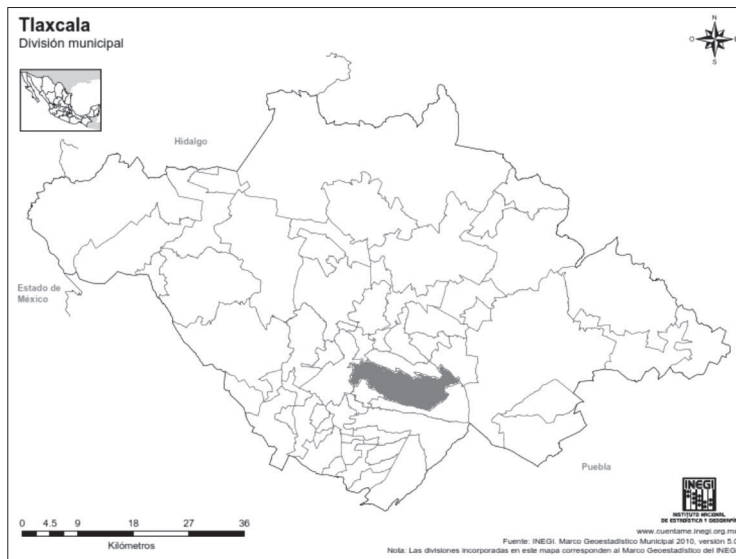 Tlaxcala
División municipal
N
O
S
Hidalgo
Estado de
México
Puebla
INEGI
INSTITUTO NACIONAL
DE ESTADÍSTICA Y GEOGRAFÍA
0 4.5 9 18 27 36
Kilómetros
www.cuentame.inegi.org.m
Fuente: INEGI. Marco Geoestadístico Municipal 2010, versión 5.0
Nota: Las divisiones incorporadas en este mapa corresponden al Marco Geoestadístico del INEG